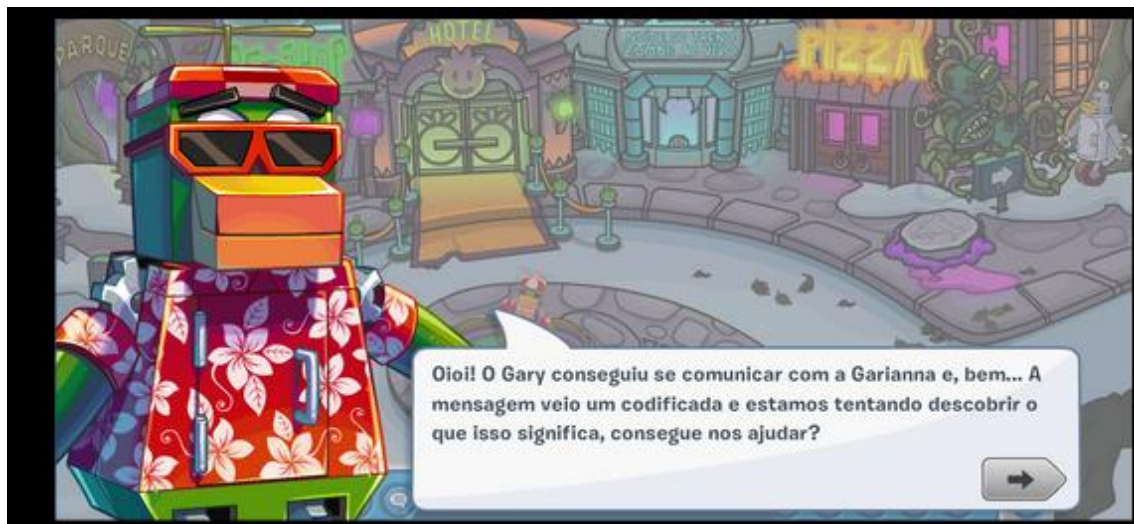 PARQUE
HOTEL
PIZZA
Oioi! O Gary conseguiu se comunicar com a Garianna e, bem... A
mensagem veio um codificada e estamos tentando descobrir o
que isso significa, consegue nos ajudar?